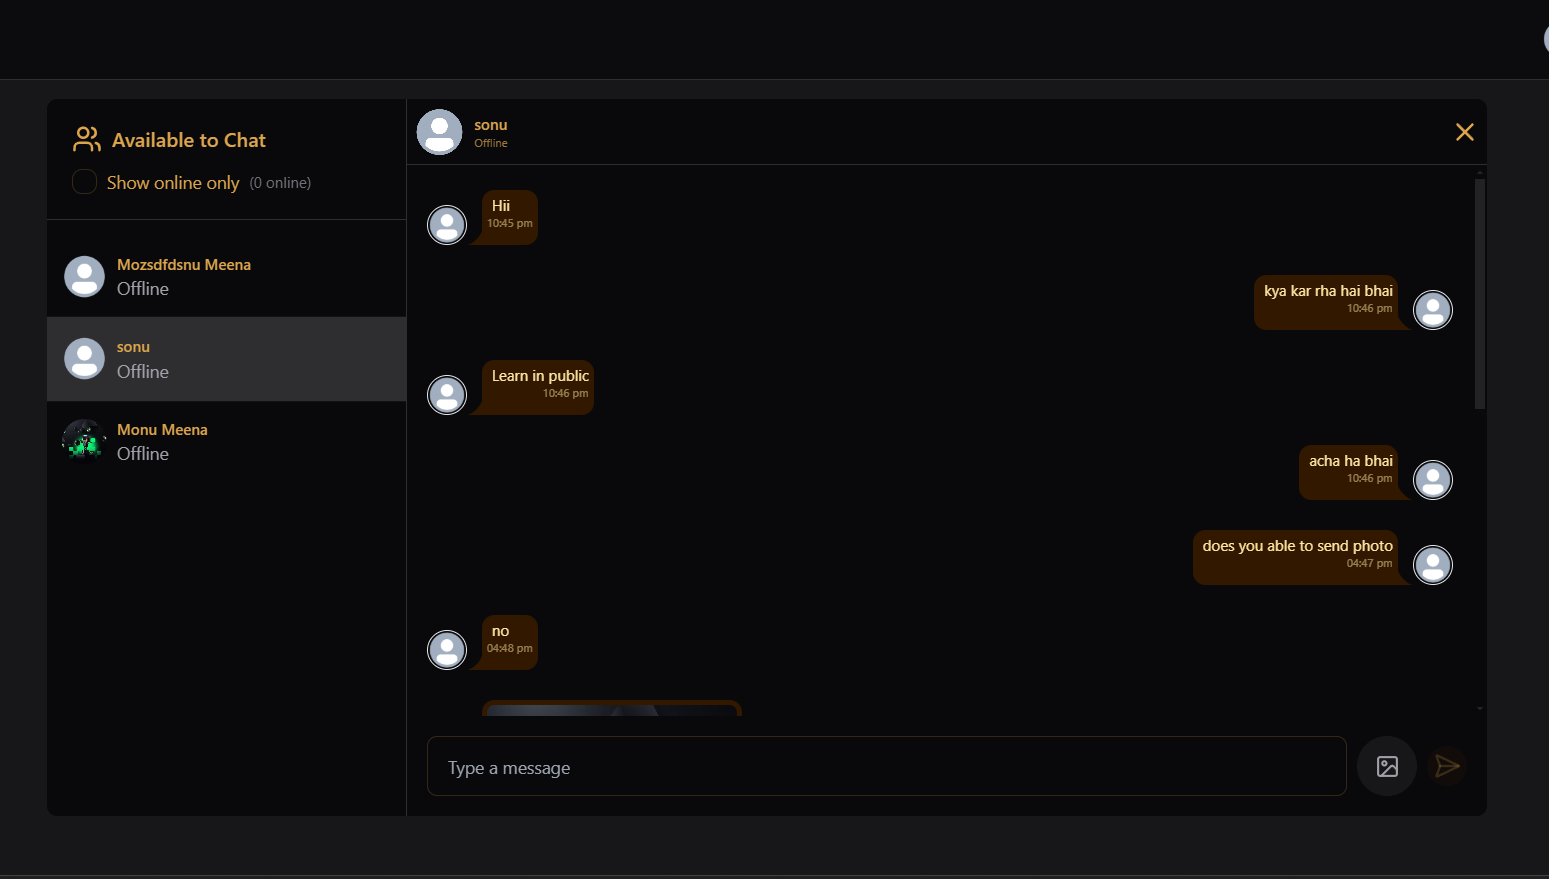 Available to Chat
Show online only (0 online)
Mozsdfdsnu Meena
Offline
sonu
Offline
Monu Meena
Offline
sonu
Offline
Hii
10:45 pm
kya kar rha hai bhai
10:46 pm
Learn in public
10:46 pm
acha ha bhai
10:46 pm
does you able to send photo
04:47 pm
no
04:48 pm
Type a message